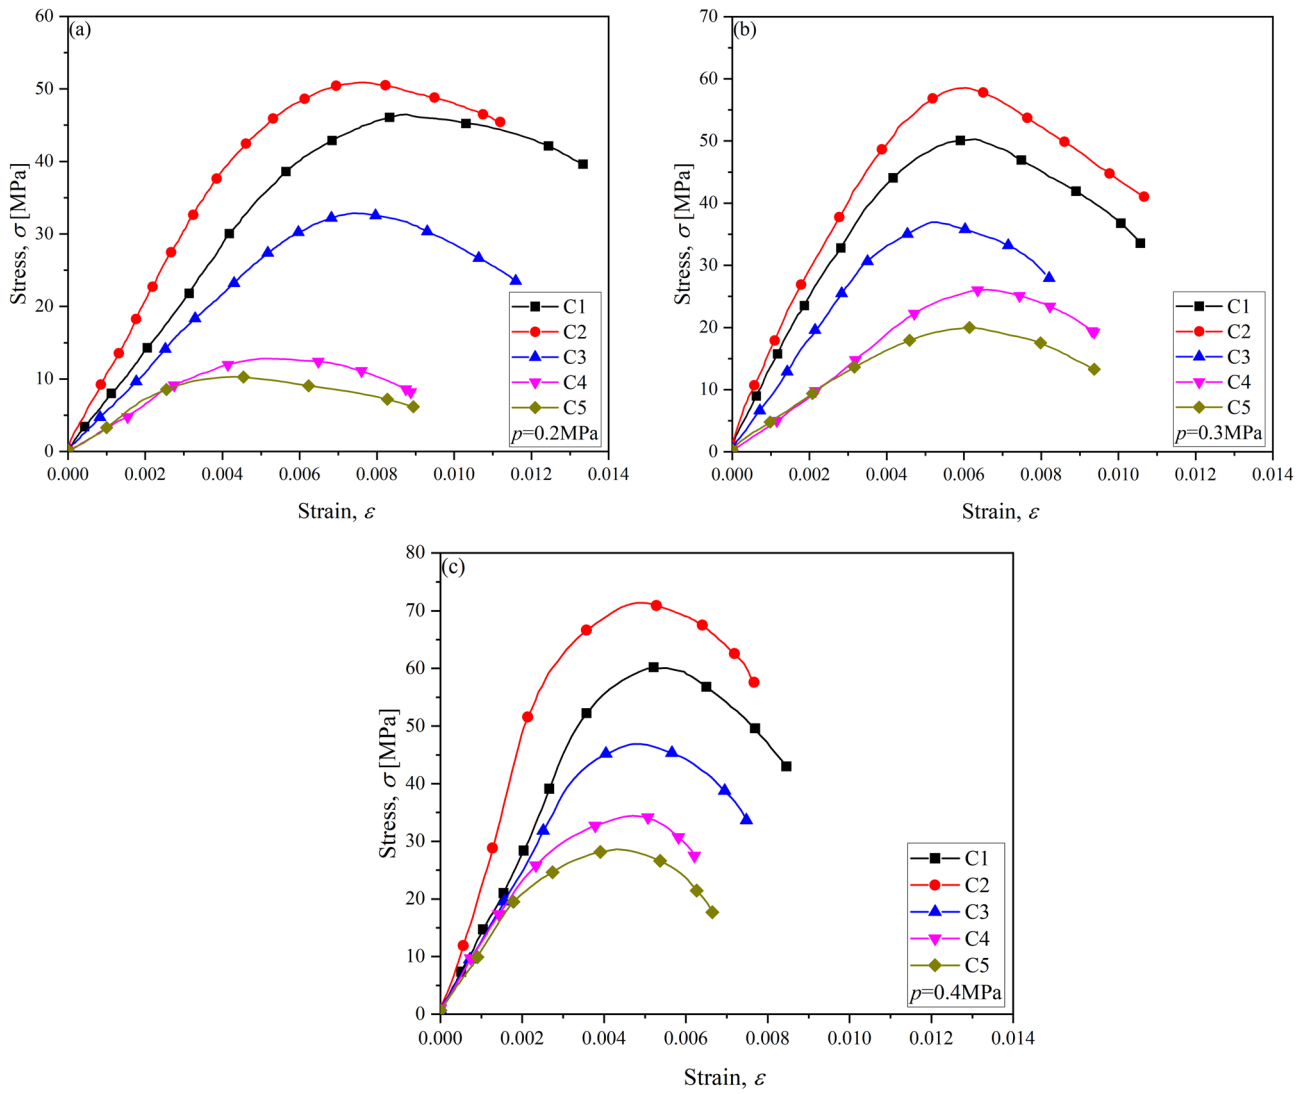 (a)
60
50
40
30
20
10
0
Stress, σ [MPa]
0.000 0.002 0.004 0.006 0.008 0.010 0.012 0.014
Strain, ε
C1
C2
C3
C4
C5
p=0.2MPa
(b)
70
60
50
40
30
20
10
0
Stress, σ [MPa]
0.000 0.002 0.004 0.006 0.008 0.010 0.012 0.014
Strain, ε
C1
C2
C3
C4
C5
p=0.3MPa
(c)
80
70
60
50
40
30
20
10
0
Stress, σ [MPa]
0.000 0.002 0.004 0.006 0.008 0.010 0.012 0.014
Strain, ε
C1
C2
C3
C4
C5
p=0.4MPa